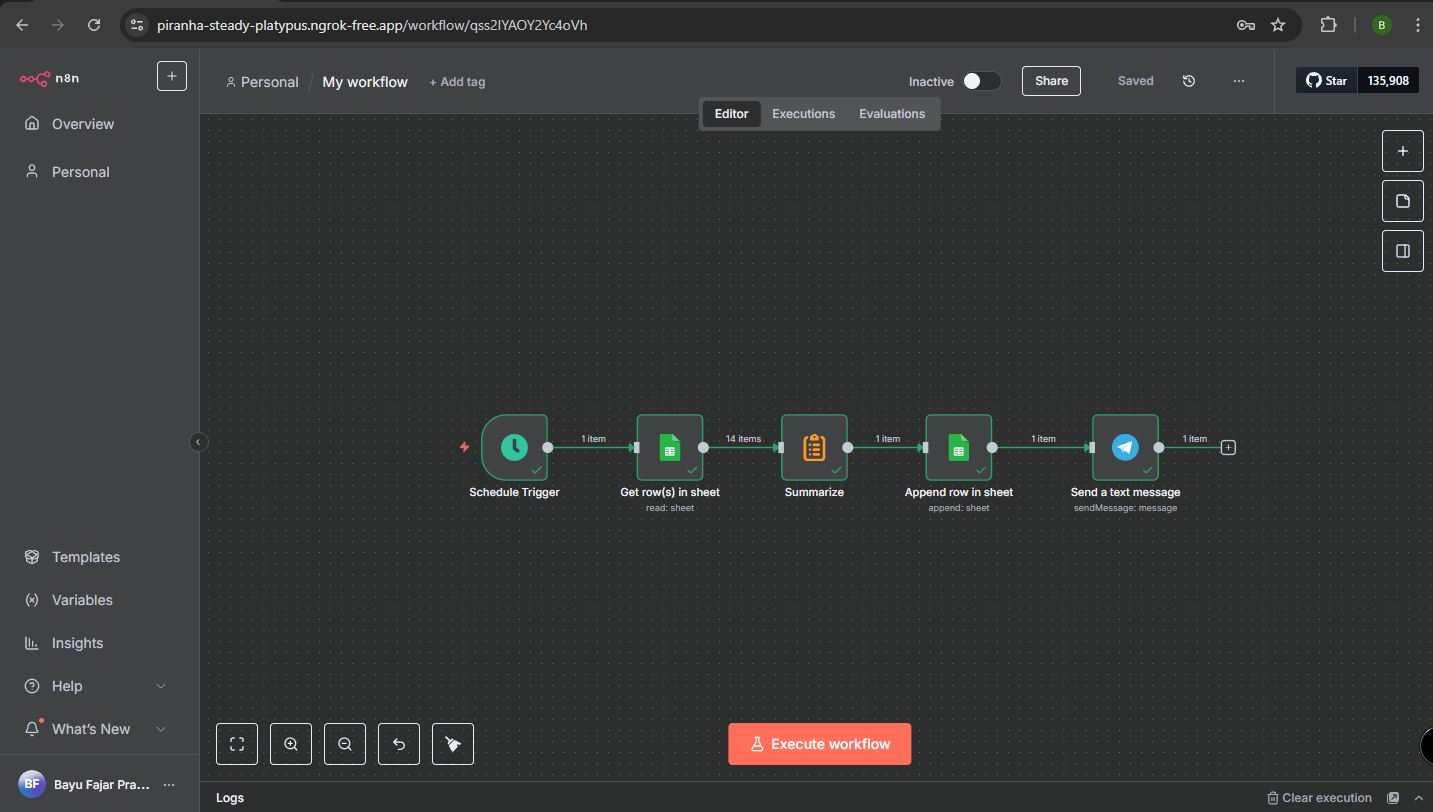 piranha-steady-platypus.ngrok-free.app/workflow/qss2IYAOY2Yc4oVh
B
n8n
Personal / My workflow + Add tag
Inactive
Share
Saved
Star 135,908
Editor Executions Evaluations
Overview
Personal
1 item
14 items
1 item
1 item
1 item
Schedule Trigger
Get row(s) in sheet
read: sheet
Summarize
Append row in sheet
append: sheet
Send a text message
sendMessage: message
Templates
Variables
Insights
Help
What's New
BF Bayu Fajar Pra...
Execute workflow
Logs
Clear execution